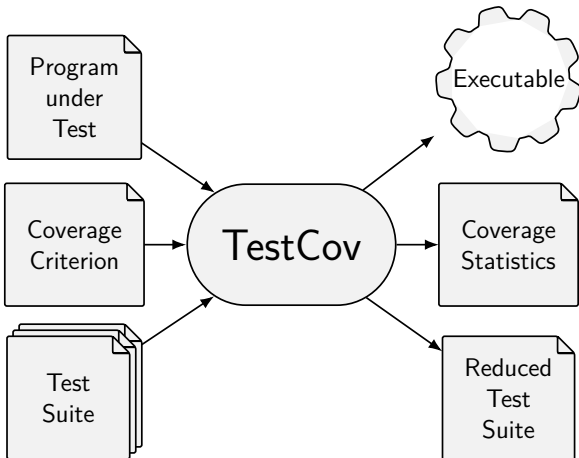 Program
under
Test
Executable
Coverage
Criterion
TestCov
Coverage
Statistics
Test
Suite
Reduced
Test
Suite